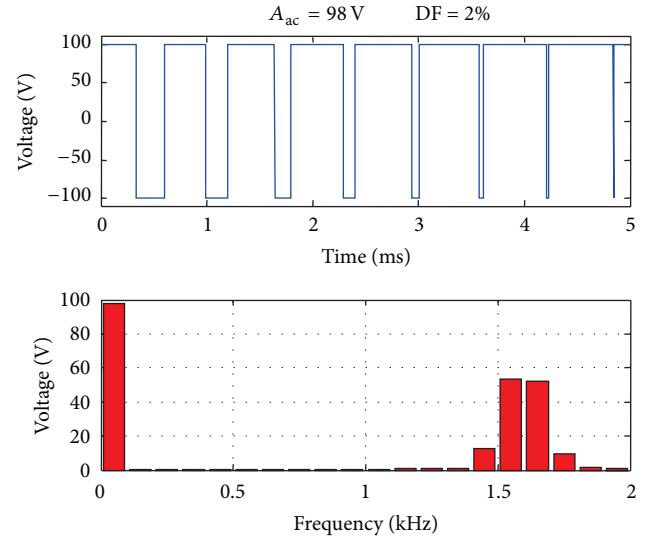 A_ac = 98 V DF = 2%
100
50
0
−50
−100
Voltage (V)
0 1 2 3 4 5
Time (ms)
100
80
60
40
20
0
Voltage (V)
0 0.5 1 1.5 2
Frequency (kHz)